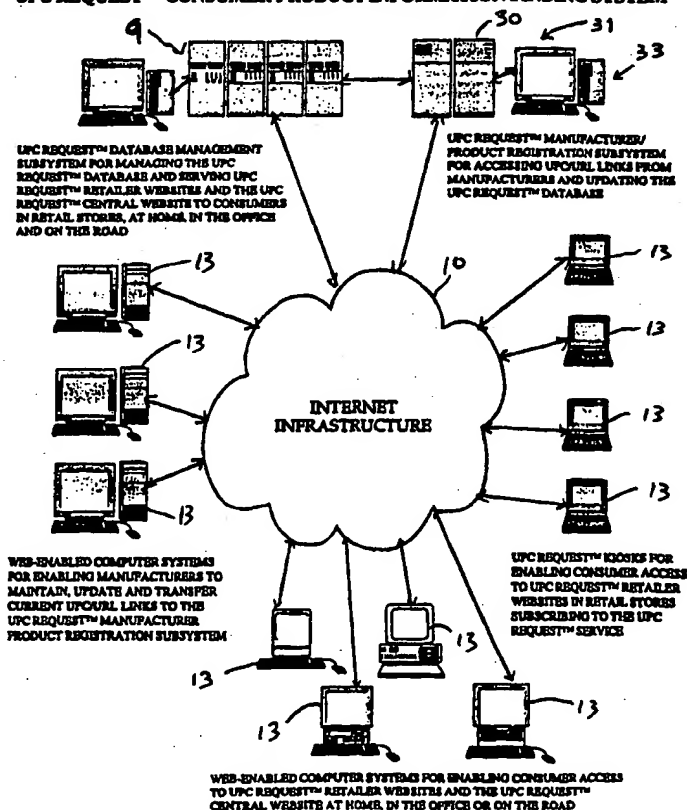 UPC REQUEST™ CONSUMER PRODUCT INFORMATION FINDING SYSTEM
9
30
31
33
UPC REQUEST™ DATABASE MANAGEMENT
SUBSYSTEM FOR MANAGING THE UPC
REQUEST™ DATABASE AND SERVING UPC
REQUEST™ RETAILER WEBSITES AND THE UPC
REQUEST™ CENTRAL WEBSITE TO CONSUMERS
IN RETAIL STORES, AT HOME, IN THE OFFICE
AND ON THE ROAD
UPC REQUEST™ MANUFACTURER/
PRODUCT REGISTRATION SUBSYSTEM
FOR ACCESSING UPC/URL LINKS FROM
MANUFACTURERS AND UPDATING THE
UPC REQUEST™ DATABASE
13
13
13
10
INTERNET
INFRASTRUCTURE
13
13
13
13
WEB-ENABLED COMPUTER SYSTEMS
FOR ENABLING MANUFACTURERS TO
MAINTAIN, UPDATE AND TRANSFER
CURRENT UPC/URL LINKS TO THE
UPC REQUEST™ MANUFACTURER
PRODUCT REGISTRATION SUBSYSTEM
UPC REQUEST™ KIOSKS FOR
ENABLING CONSUMER ACCESS
TO UPC REQUEST™ RETAILER
WEBSITES IN RETAIL STORES
SUBSCRIBING TO THE UPC
REQUEST™ SERVICE
13
13
13
13
WEB-ENABLED COMPUTER SYSTEMS FOR ENABLING CONSUMER ACCESS
TO UPC REQUEST™ RETAILER WEBSITES AND THE UPC REQUEST™
CENTRAL WEBSITE AT HOME, IN THE OFFICE OR ON THE ROAD